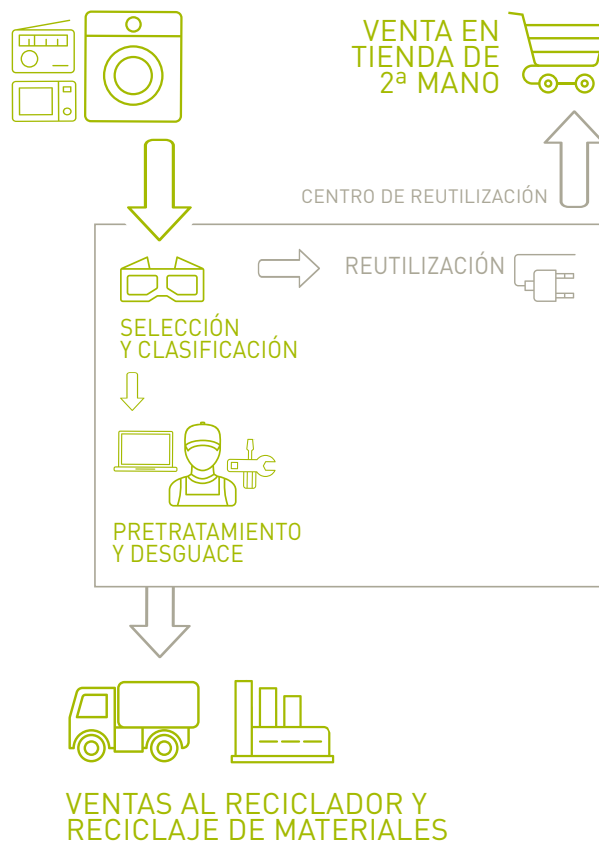 VENTA EN
TIENDA DE
2ª MANO
CENTRO DE REUTILIZACIÓN
REUTILIZACIÓN
SELECCIÓN
Y CLASIFICACIÓN
PRETRATAMIENTO
Y DESGUACE
VENTAS AL RECICLADOR Y
RECICLAJE DE MATERIALES